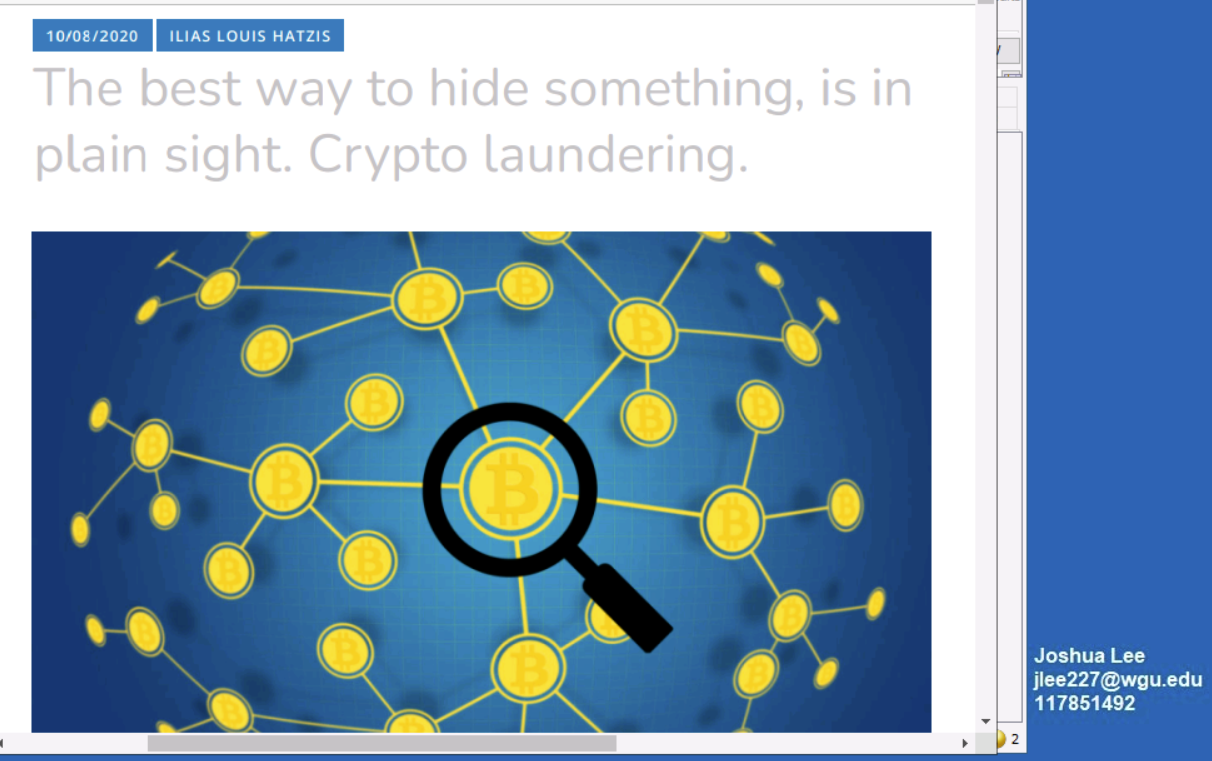 10/08/2020 ILIAS LOUIS HATZIS
The best way to hide something, is in
plain sight. Crypto laundering.
Joshua Lee
jlee227@wgu.edu
117851492
2